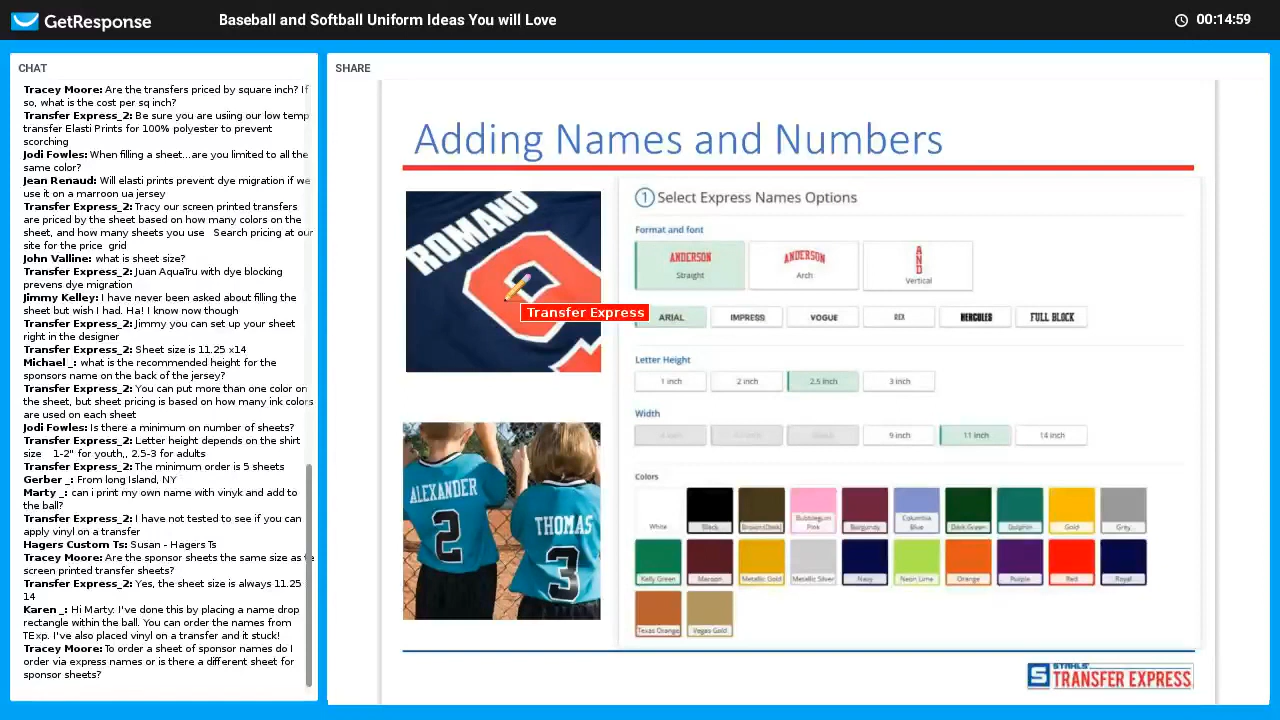 GetResponse
Baseball and Softball Uniform Ideas You will Love
00:14:59
CHAT
Tracey Moore: Are the transfers priced by square inch? If
so, what is the cost per sq inch?
Transfer Express_2: Be sure you are usiing our low temp
transfer Elasti Prints for 100% polyester to prevent
scorching
Jodi Fowles: When filling a sheet...are you limited to all the
same color?
Jean Renaud: Will elasti prints prevent dye migration if we
use it on a marroon ua jersey
Transfer Express_2: Tracy our screen printed transfers
are priced by the sheet based on how many colors on the
sheet, and how many sheets you use Search pricing at our
site for the price grid
John Valline: what is sheet size?
Transfer Express_2: Juan AquaTru with dye blocking
prevens dye migration
Jimmy Kelley: I have never been asked about filling the
sheet but wish I had. Ha! I know now though
Transfer Express_2: Jimmy you can set up your sheet
right in the designer
Transfer Express_2: Sheet size is 11.25 x14
Michael _: what is the recommended height for the
sponsors name on the back of the jersey?
Transfer Express_2: You can put more than one color on
the sheet, but sheet pricing is based on how many ink colors
are used on each sheet
Jodi Fowles: Is there a minimum on number of sheets?
Transfer Express_2: Letter height depends on the shirt
size 1-2" for youth,, 2.5-3 for adults
Transfer Express_2: The minimum order is 5 sheets
Gerber _: From long Island, NY
Marty _: can i print my own name with vinyk and add to
the ball?
Transfer Express_2: I have not tested to see if you can
apply vinyl on a transfer
Hagers Custom Ts: Susan - Hagers Ts
Tracey Moore: Are the sponsor sheets the same size as
screen printed transfer sheets?
Transfer Express_2: Yes, the sheet size is always 11.25
14
Karen _: Hi Marty: I've done this by placing a name drop
rectangle within the ball. You can order the names from
TExp. I've also placed vinyl on a transfer and it stuck!
Tracey Moore: To order a sheet of sponsor names do I
order via express names or is there a different sheet for
sponsor sheets?
SHARE
Adding Names and Numbers
ROMANO
Transfer Express
ALEXANDER
2
THOMAS
3
1 Select Express Names Options
Format and font
ANDERSON ANDERSON AND
Straight Arch Vertical
ARIAL IMPRESS VOGUE REX HERCULES FULL BLOCK
Letter Height
1 inch 2 inch 2.5 inch 3 inch
Width
9 inch 11 inch 14 inch
Colors
White Black Brown (Dark) Bubblegum Pink Burgundy Columbia Blue Dark Green Dolphin Gold Grey
Kelly Green Maroon Metallic Gold Metallic Silver Navy Neon Lime Orange Purple Red Royal
Texas Orange Vegas Gold
S STAHLS'
TRANSFER EXPRESS